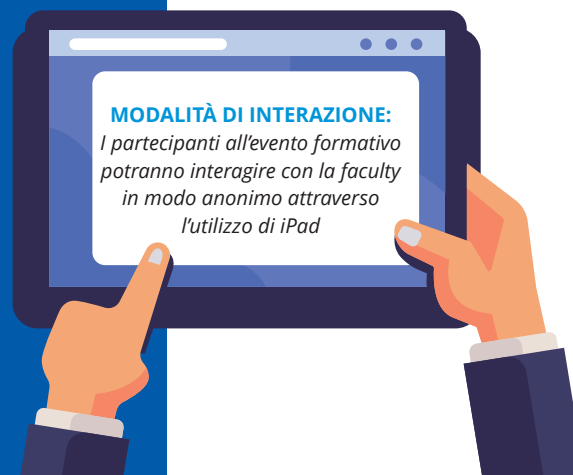 MODALITÀ DI INTERAZIONE:
I partecipanti all'evento formativo
potranno interagire con la faculty
in modo anonimo attraverso
l'utilizzo di iPad